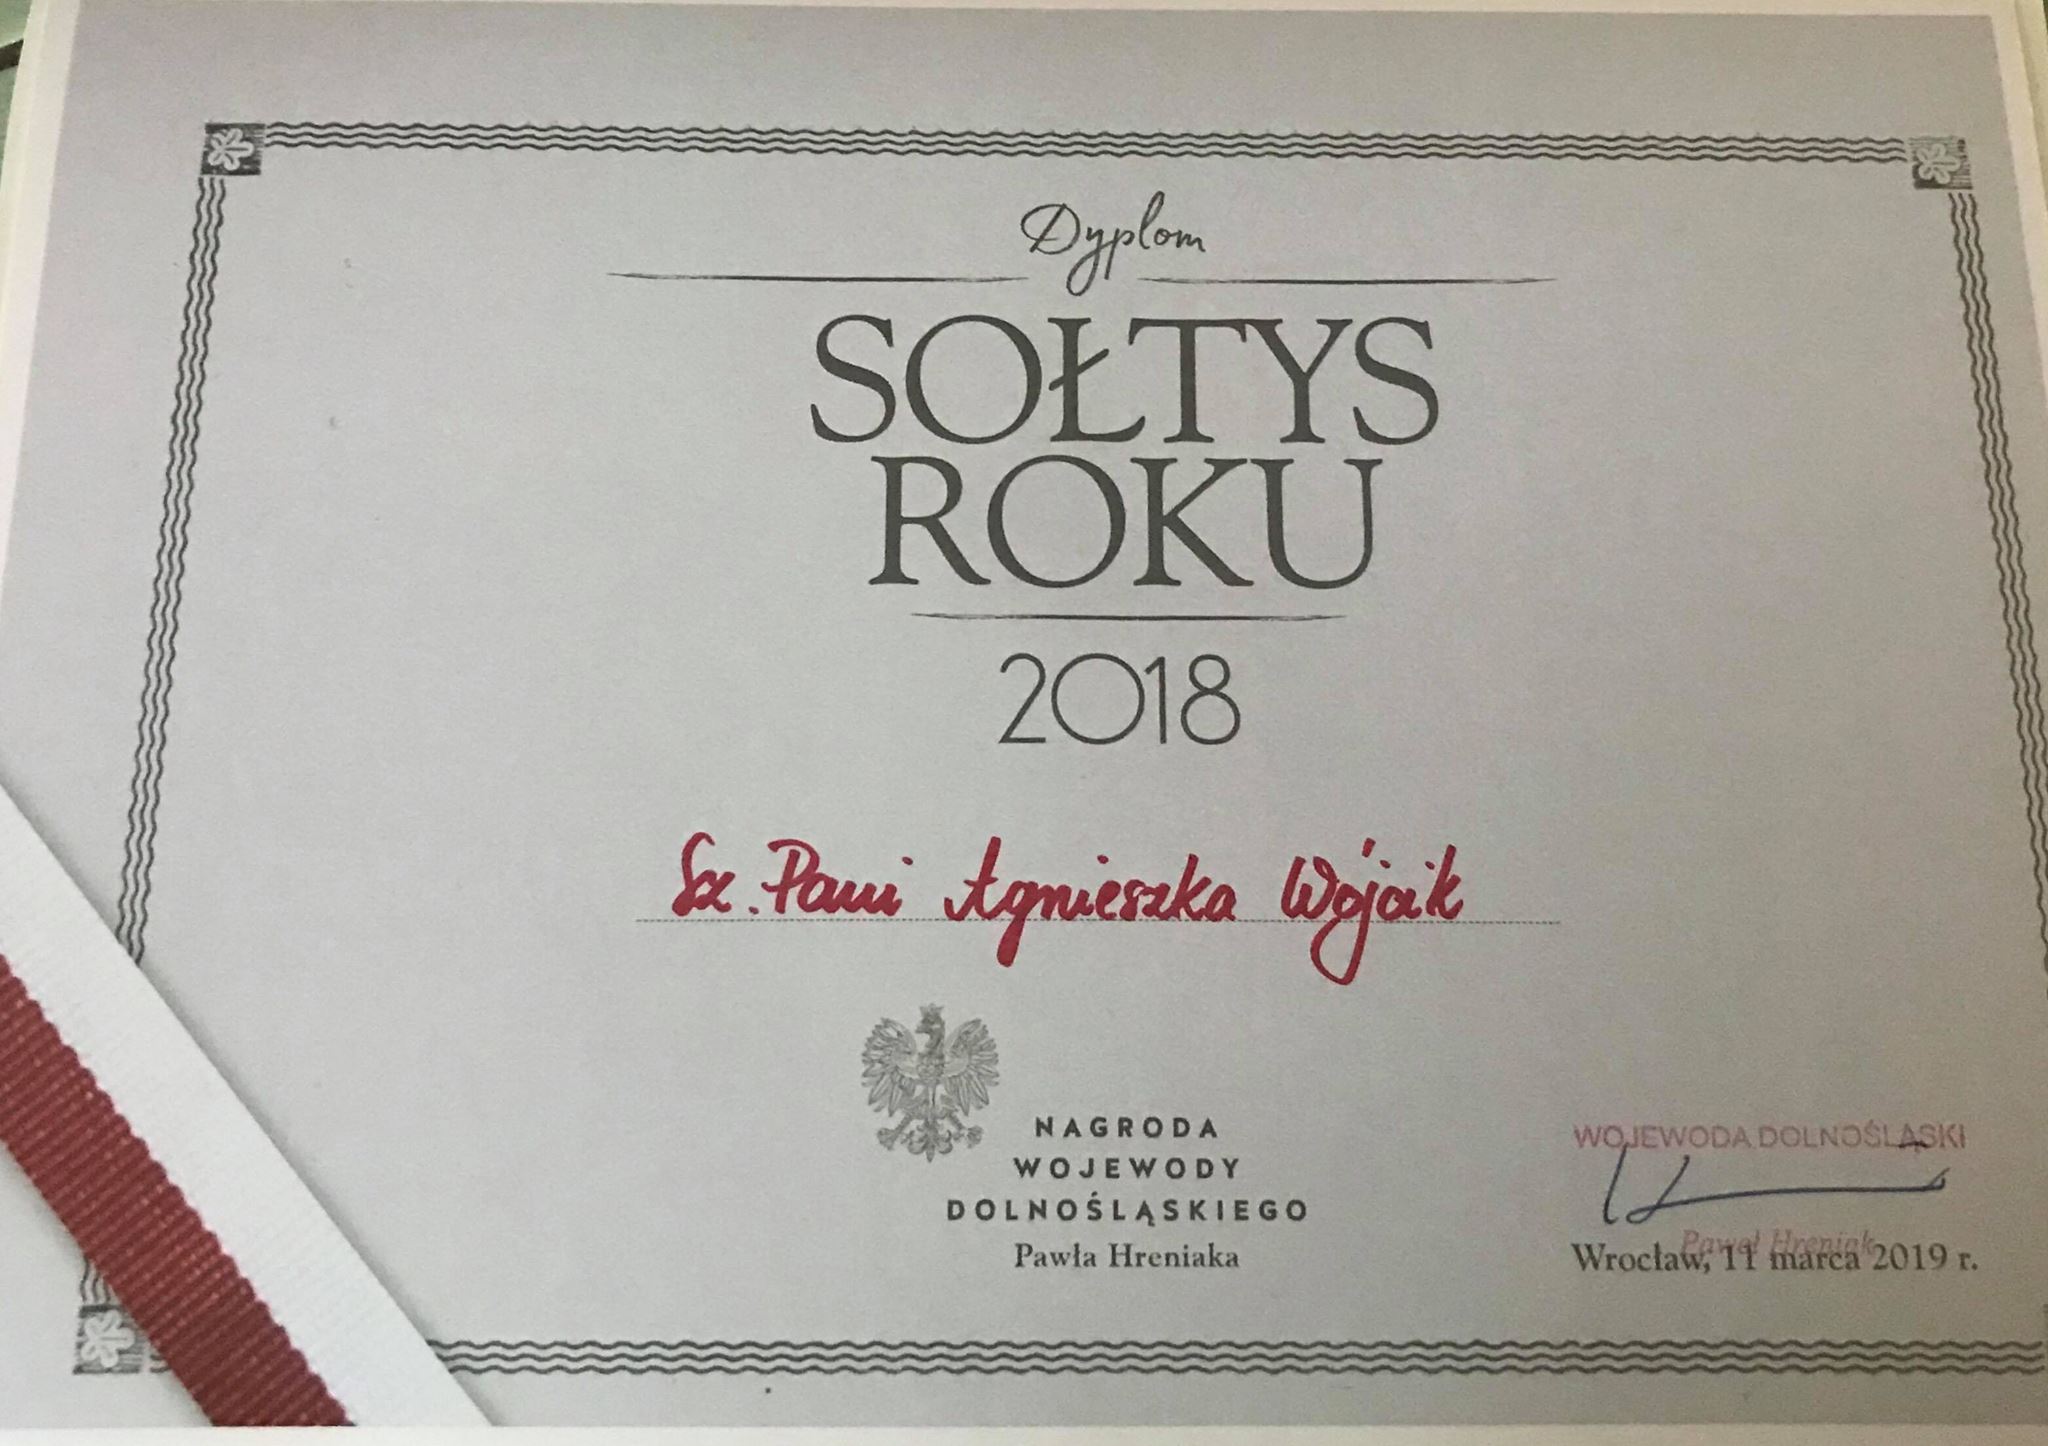 Dyplom
SOŁTYS
ROKU
2018
Sz. Pani Agnieszka Wójcik
NAGRODA
WOJEWODY
DOLNOŚLĄSKIEGO
Pawła Hreniaka
WOJEWODA DOLNOŚLĄSKI
Paweł Hreniak
Wrocław, 11 marca 2019 r.